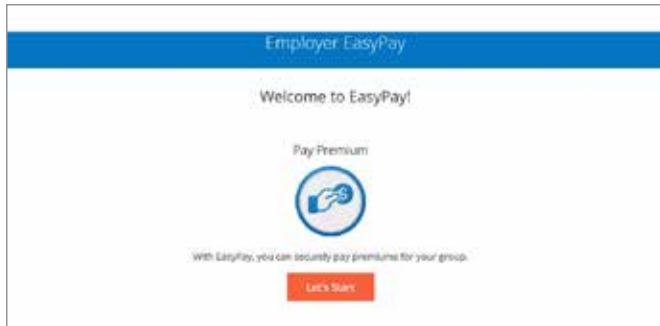 Employer EasyPay
Welcome to EasyPay!
Pay Premium
$
With EasyPay, you can securely pay premiums for your group.
Let's Start